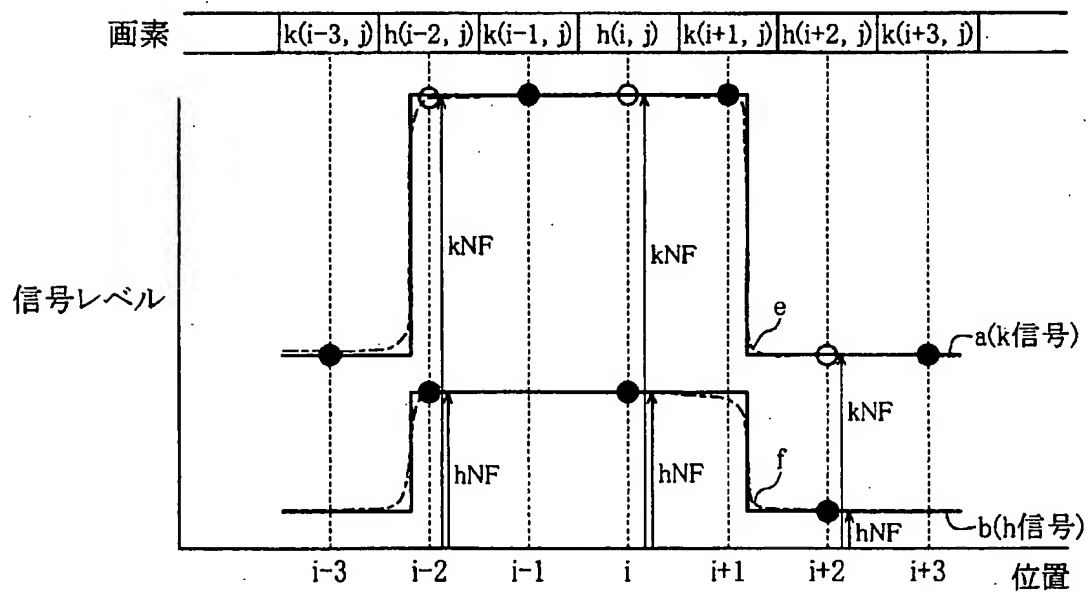 画素 k(i-3, j) h(i-2, j) k(i-1, j) h(i, j) k(i+1, j) h(i+2, j) k(i+3, j)
kNF kNF
信号レベル
e
a(k信号)
kNF
hNF hNF
f
b(h信号)
hNF
i-3 i-2 i-1 i i+1 i+2 i+3 位置